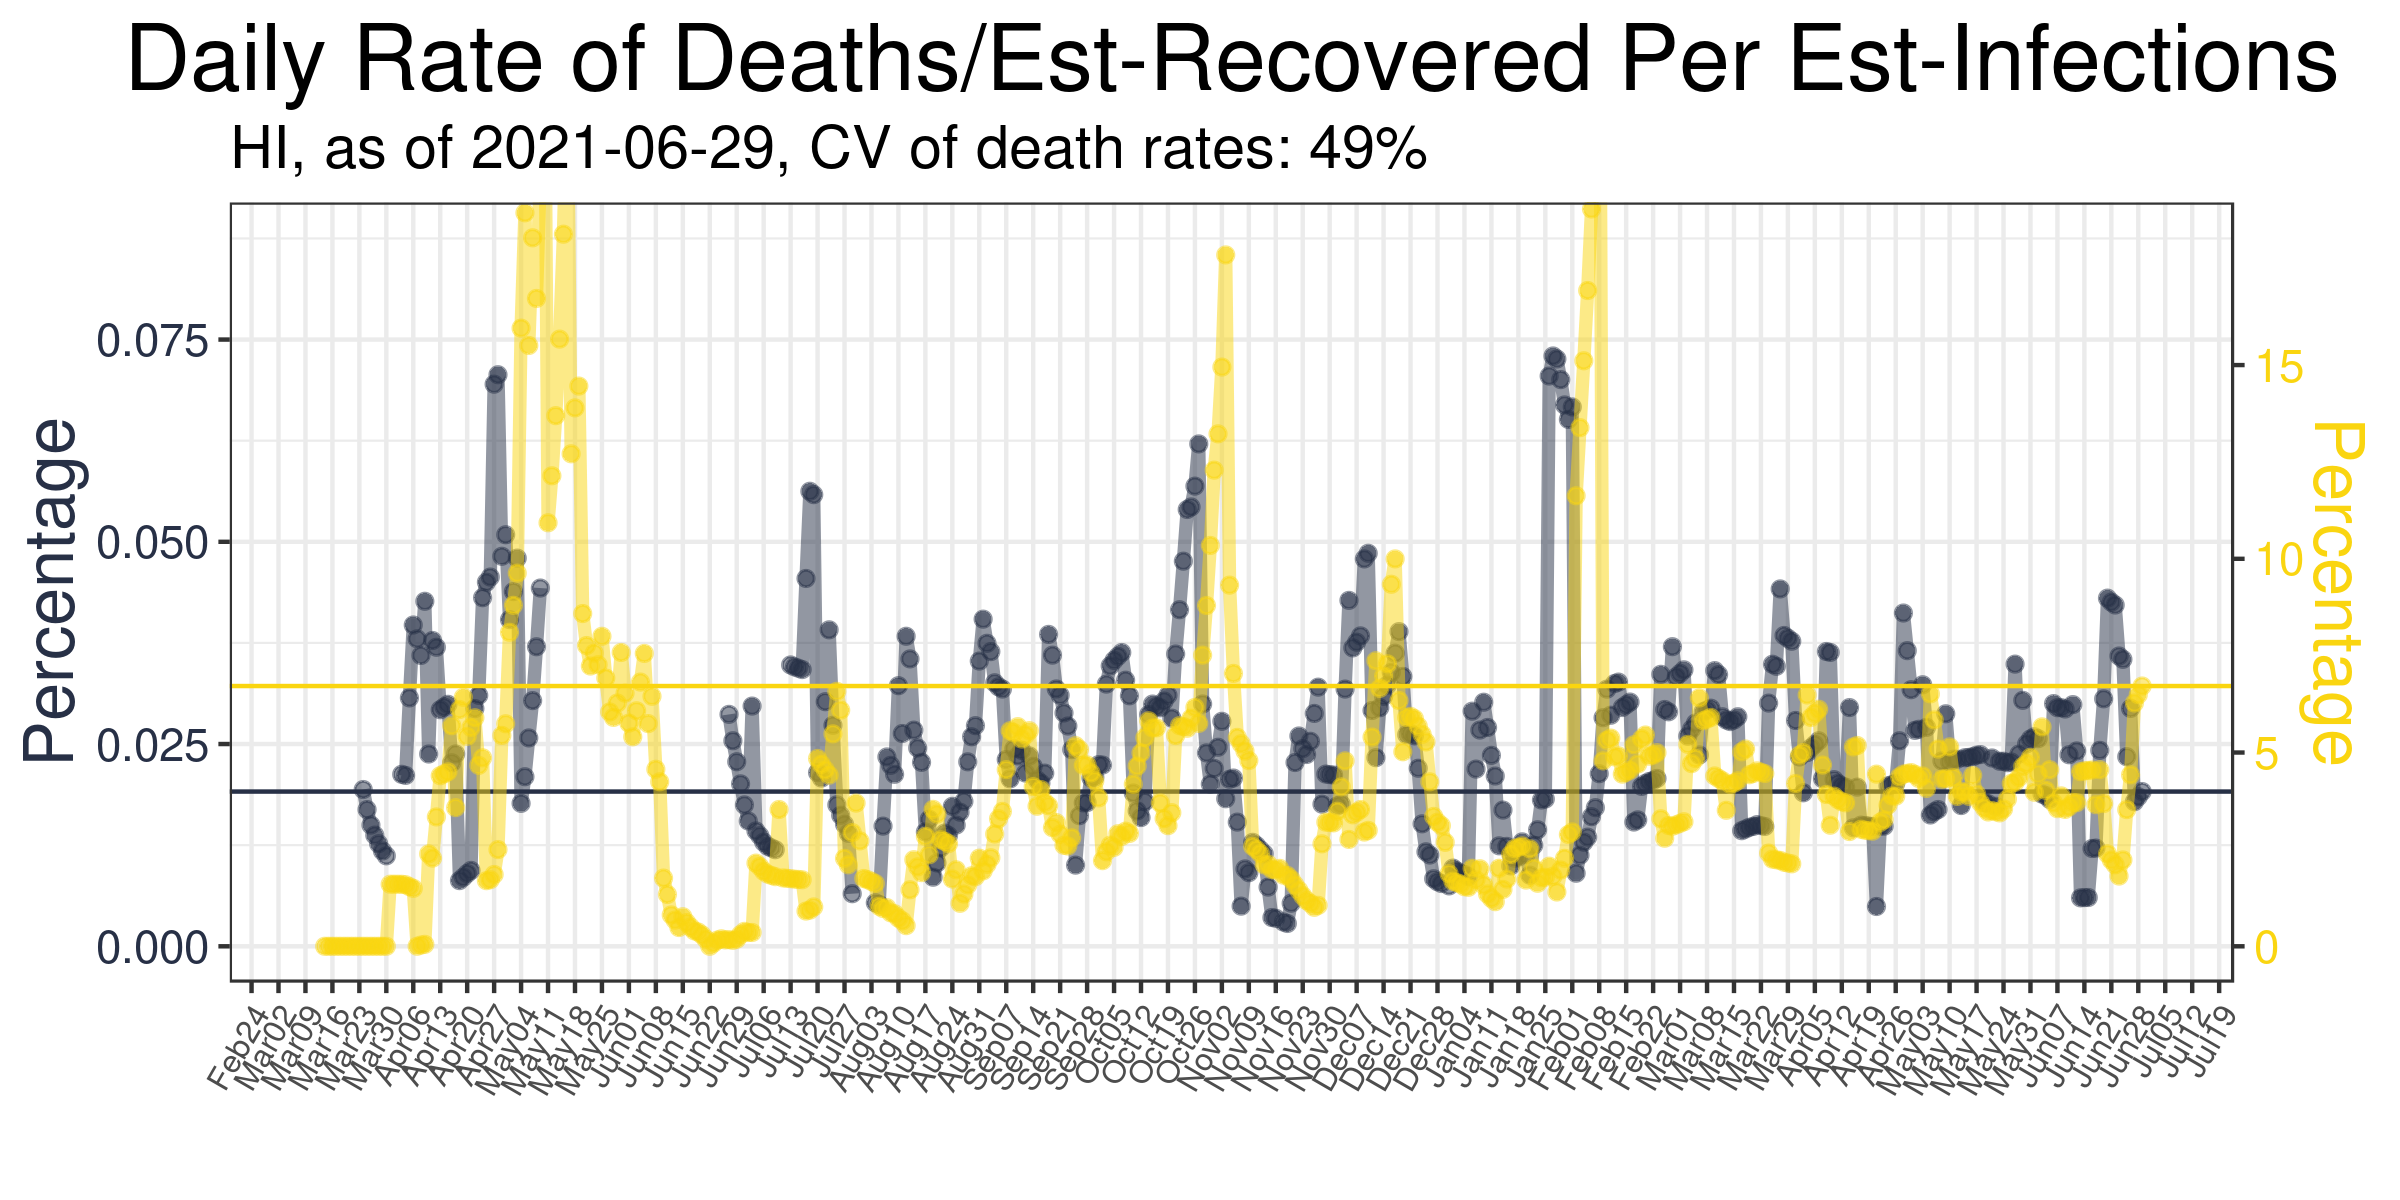 Daily Rate of Deaths/Est-Recovered Per Est-Infections
HI, as of 2021-06-29, CV of death rates: 49%
Percentage
0.075
0.050
0.025
0.000
15
10
5
0
Percentage
Feb24
Mar02
Mar09
Mar16
Mar23
Mar30
Apr06
Apr13
Apr20
Apr27
May04
May11
May18
May25
Jun01
Jun08
Jun15
Jun22
Jun29
Jul06
Jul13
Jul20
Jul27
Aug03
Aug10
Aug17
Aug24
Aug31
Sep07
Sep14
Sep21
Sep28
Oct05
Oct12
Oct19
Oct26
Nov02
Nov09
Nov16
Nov23
Nov30
Dec07
Dec14
Dec21
Dec28
Jan04
Jan11
Jan18
Jan25
Feb01
Feb08
Feb15
Feb22
Mar01
Mar08
Mar15
Mar22
Mar29
Apr05
Apr12
Apr19
Apr26
May03
May10
May17
May24
May31
Jun07
Jun14
Jun21
Jun28
Jul05
Jul12
Jul19